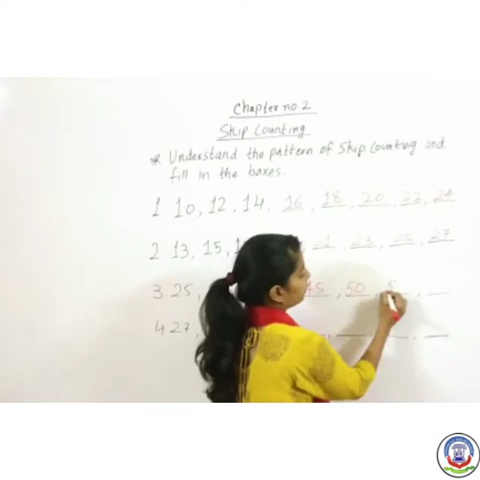 Chapter no 2
Skip Counting
* Understand the pattern of Skip Counting and
fill in the boxes.
1 10, 12, 14, 16, 18, 20, 22, 24
2 13, 15, 21, 23, 25, 27
3 25, 45, 50, 5
4 27,